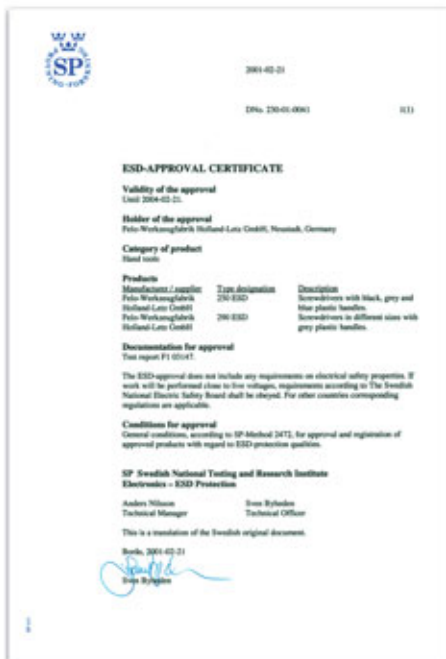 SP
PROVNING · FORSKNING
2001-02-21
DNo. 230-01-0061 1(3)
ESD-APPROVAL CERTIFICATE
Validity of the approval
Until 2004-02-21.
Holder of the approval
Felo-Werkzeugfabrik Holland-Letz GmbH, Neustadt, Germany
Category of product
Hand tools
Products
Manufacturer / supplier Type designation Description
Felo-Werkzeugfabrik 250 ESD Screwdrivers with black, grey and
Holland-Letz GmbH blue plastic handles.
Felo-Werkzeugfabrik 290 ESD Screwdrivers in different sizes with
Holland-Letz GmbH grey plastic handles.
Documentation for approval
Test report F1 03147.
The ESD-approval does not include any requirements on electrical safety properties. If
work will be performed close to live voltages, requirements according to The Swedish
National Electric Safety Board shall be obeyed. For other countries corresponding
regulations are applicable.
Conditions for approval
General conditions, according to SP-Method 2472, for approval and registration of
approved products with regard to ESD-protection qualities.
SP Swedish National Testing and Research Institute
Electronics – ESD Protection
Anders Nilsson Sven
Technical Manager Technical Officer
This is a translation of the Swedish original document.
Borås, 2001-02-21
Sven